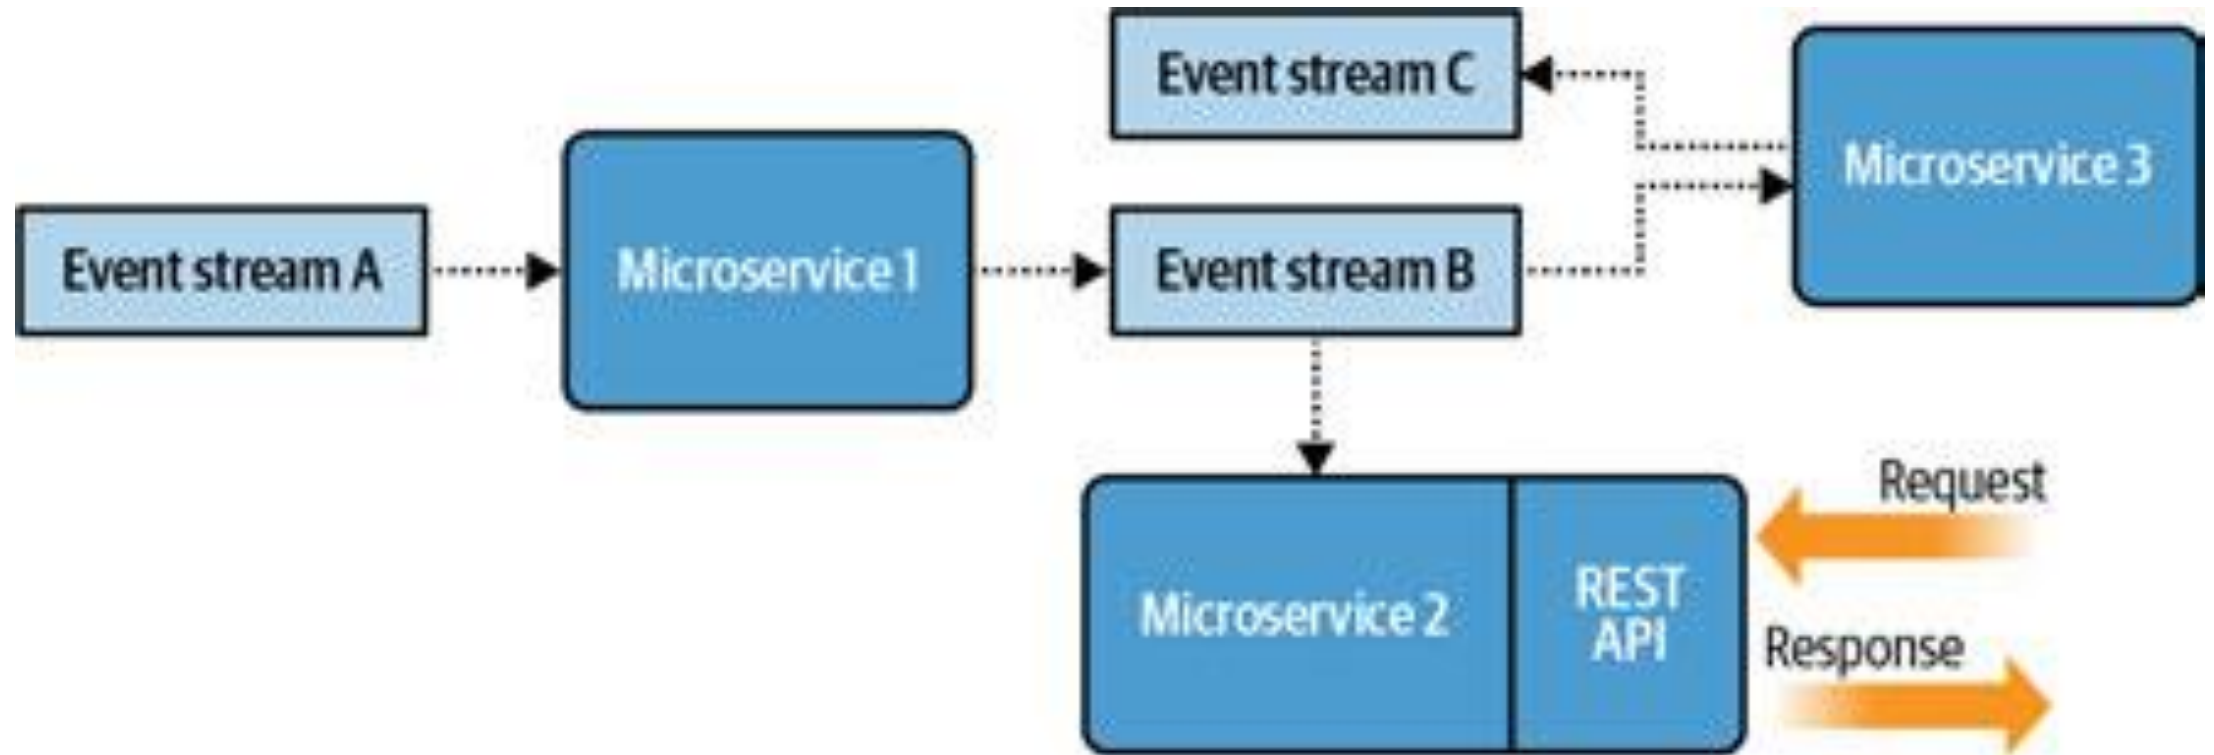 Event stream C
Microservice 3
Event stream A
Microservice 1
Event stream B
Request
Microservice 2
REST
API
Response